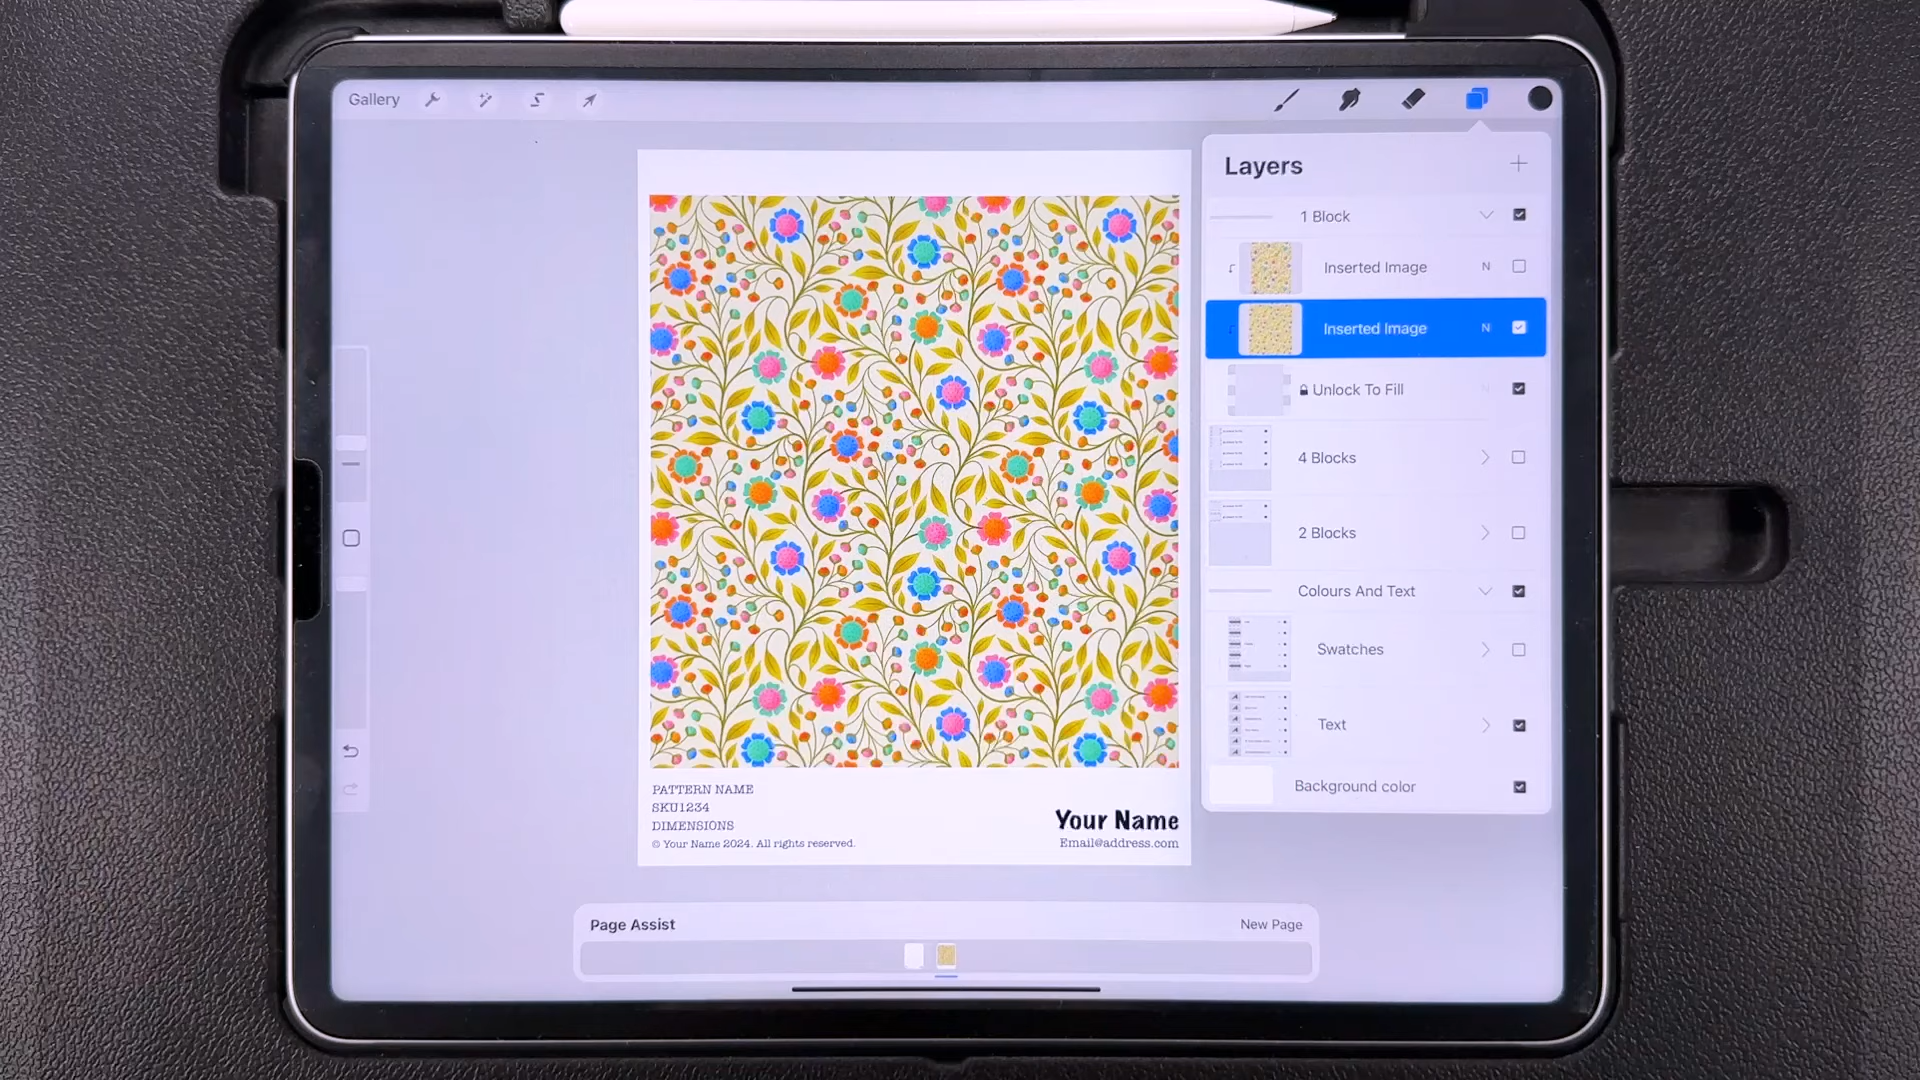 Gallery
Layers
1 Block
Inserted Image N
Inserted Image N
Unlock To Fill N
4 Blocks
2 Blocks
Colours And Text
Swatches
Text
Background color
PATTERN NAME
SKU1234
DIMENSIONS
© Your Name 2024. All rights reserved.
Your Name
Email@address.com
Page Assist
New Page